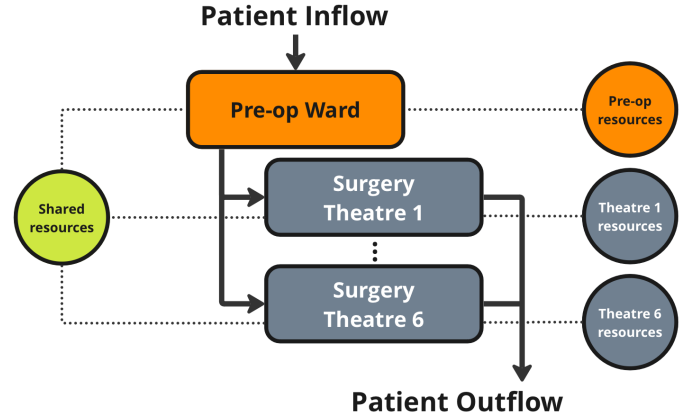 Patient Inflow
Pre-op Ward
Pre-op
resources
Surgery
Theatre 1
Shared
resources
Theatre 1
resources
Surgery
Theatre 6
Theatre 6
resources
Patient Outflow